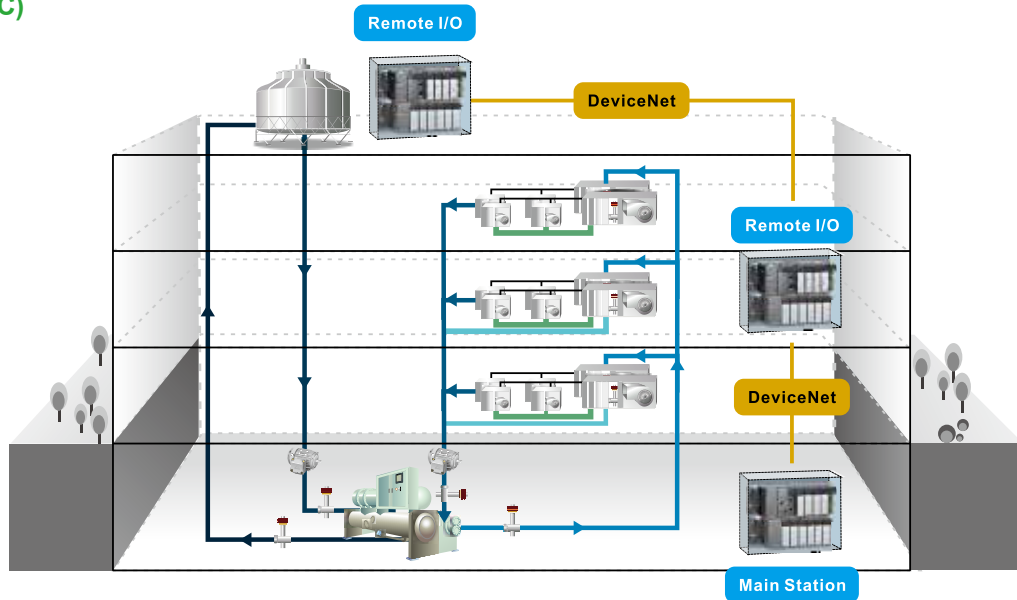 C)
Remote I/O
DeviceNet
Remote I/O
DeviceNet
Main Station